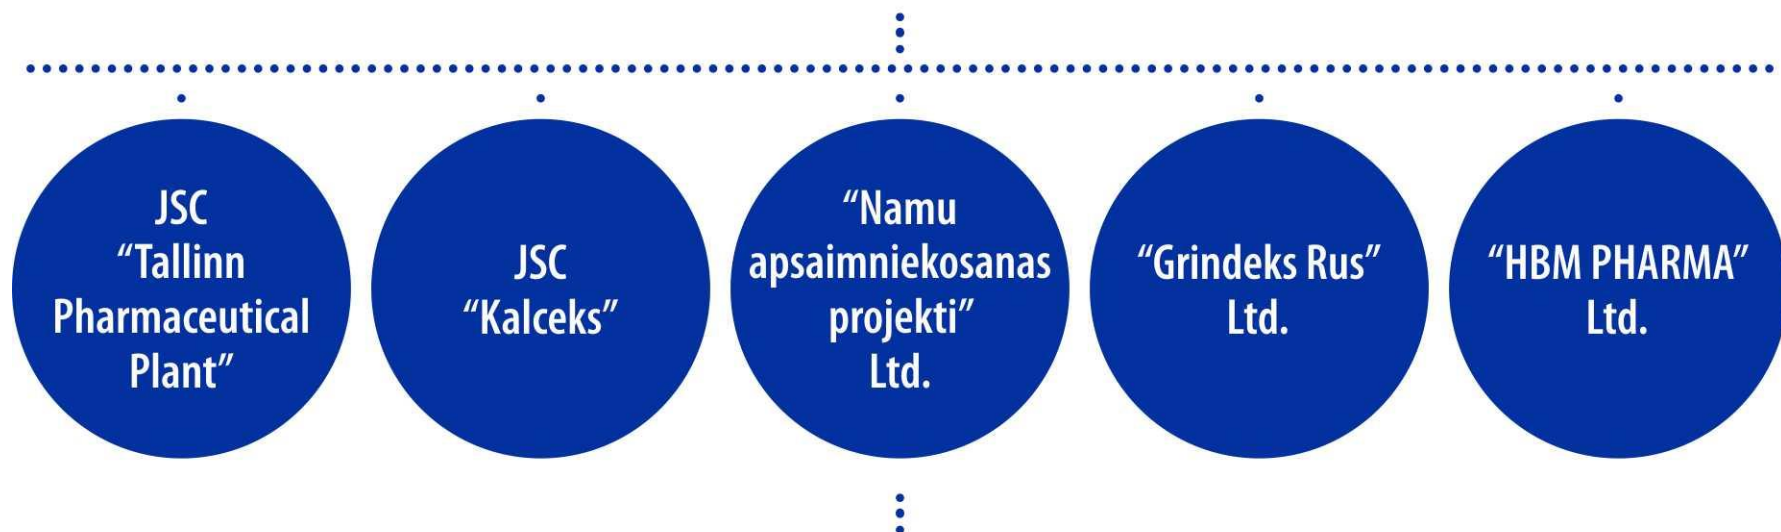 JSC
“Tallinn
Pharmaceutical
Plant”
JSC
“Kalceks”
“Namu
apsaimniekosanas
projekti”
Ltd.
“Grindeks Rus”
Ltd.
“HBM PHARMA”
Ltd.